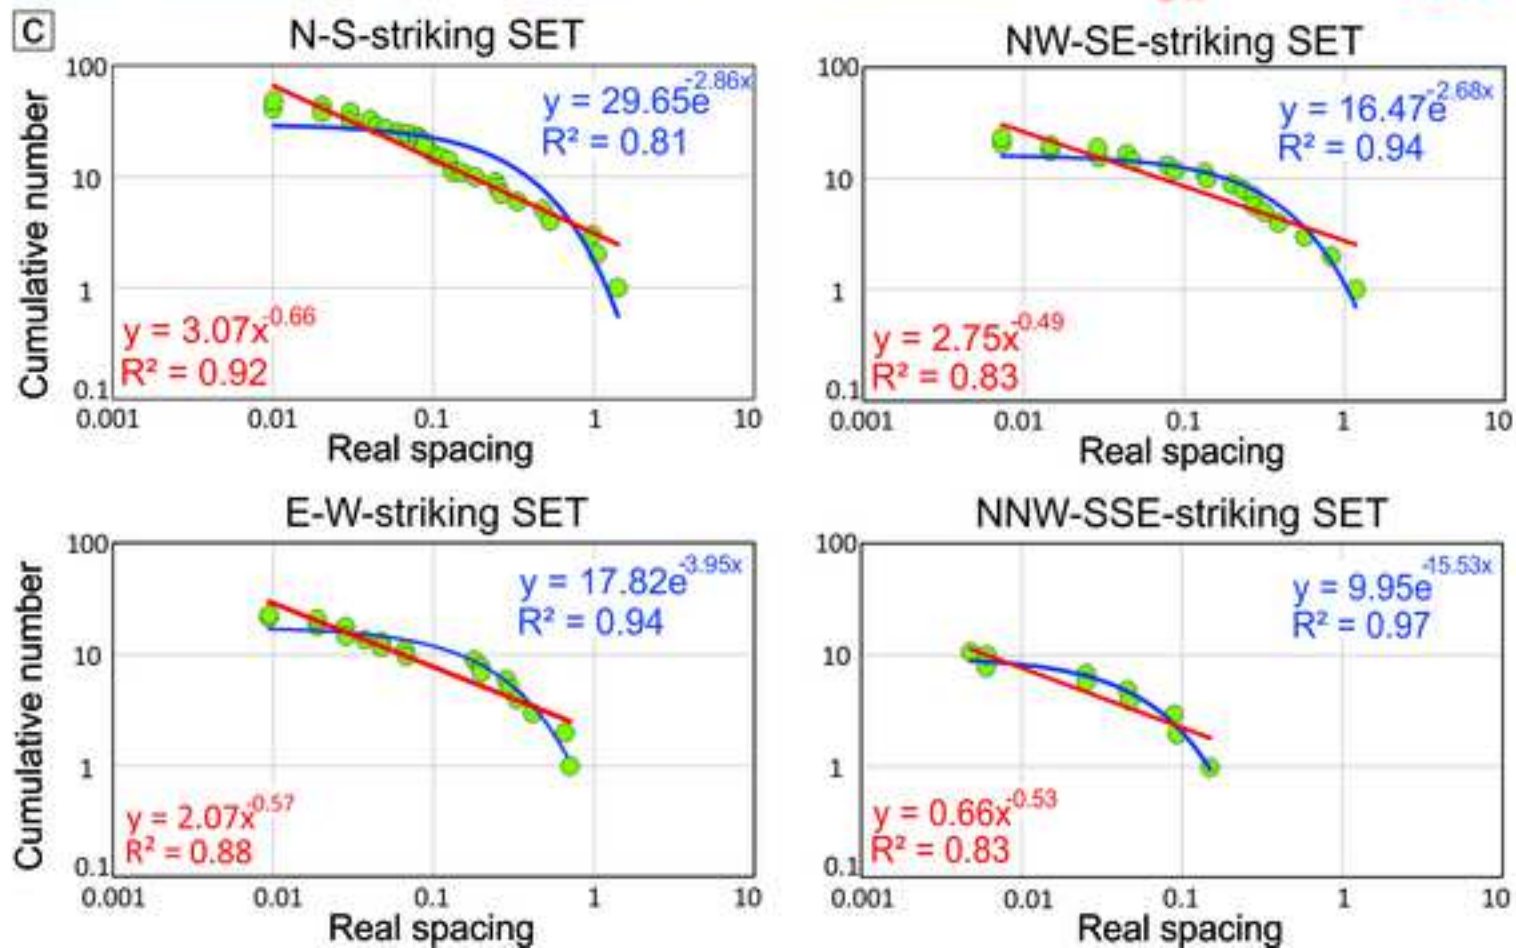 C
N-S-striking SET
100
10
1
0.1
Cumulative number
y = 29.65e^-2.86x
R² = 0.81
y = 3.07x^-0.66
R² = 0.92
0.001 0.01 0.1 1 10
Real spacing
NW-SE-striking SET
100
10
1
0.1
y = 16.47e^-2.68x
R² = 0.94
y = 2.75x^-0.49
R² = 0.83
0.001 0.01 0.1 1 10
Real spacing
E-W-striking SET
100
10
1
0.1
Cumulative number
y = 17.82e^-3.95x
R² = 0.94
y = 2.07x^-0.57
R² = 0.88
0.001 0.01 0.1 1 10
Real spacing
NNW-SSE-striking SET
100
10
1
0.1
y = 9.95e^-15.53x
R² = 0.97
y = 0.66x^-0.53
R² = 0.83
0.001 0.01 0.1 1 10
Real spacing